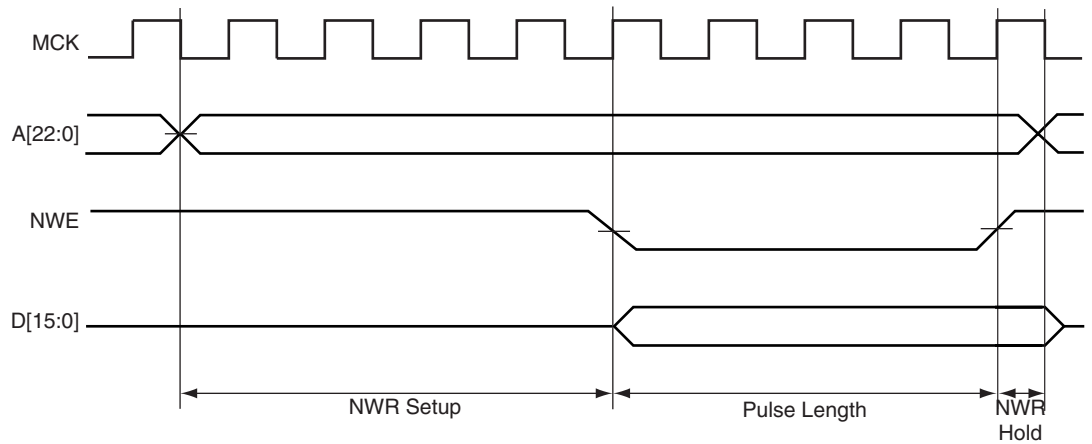 MCK
A[22:0]
NWE
D[15:0]
NWR Setup
Pulse Length
NWR
Hold